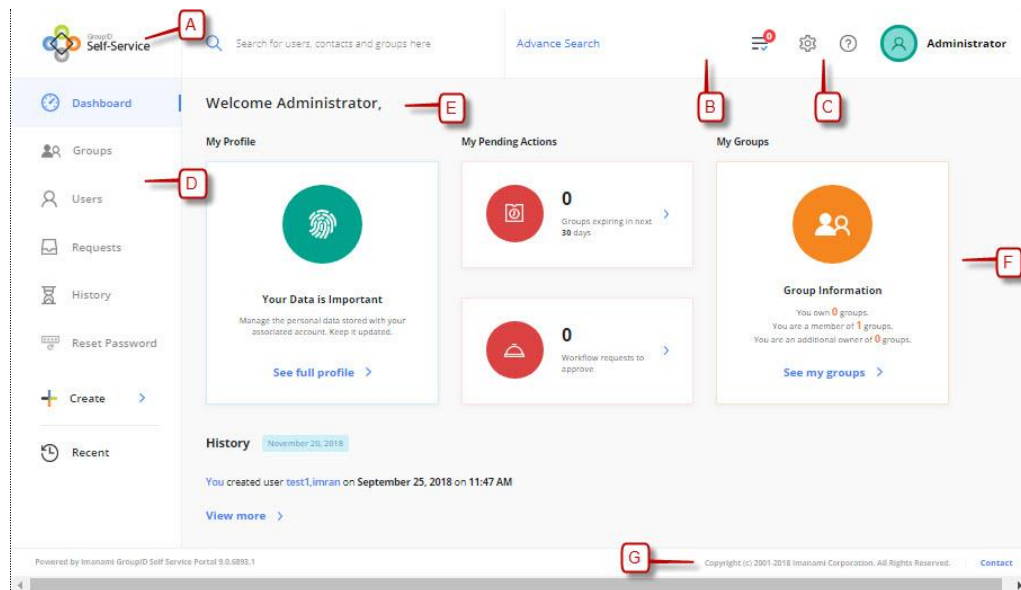 GroupID
Self-Service
A
Search for users, contacts and groups here
Advance Search
0
Administrator
B
C
Dashboard
Welcome Administrator,
E
Groups
My Profile
My Pending Actions
My Groups
D
Users
0
Groups expiring in next
30 days
Requests
F
History
Your Data is Important
Manage the personal data stored with your
associated account. Keep it updated.
Group Information
You own 0 groups.
You are a member of 1 groups.
You are an additional owner of 0 groups.
Reset Password
0
Workflow requests to
approve
See full profile
See my groups
Create
Recent
History November 20, 2018
You created user test1,imran on September 25, 2018 on 11:47 AM
View more
G
Powered by Imanami GroupID Self Service Portal 9.0.6893.1
Copyright (c) 2001-2018 Imanami Corporation. All Rights Reserved.
Contact